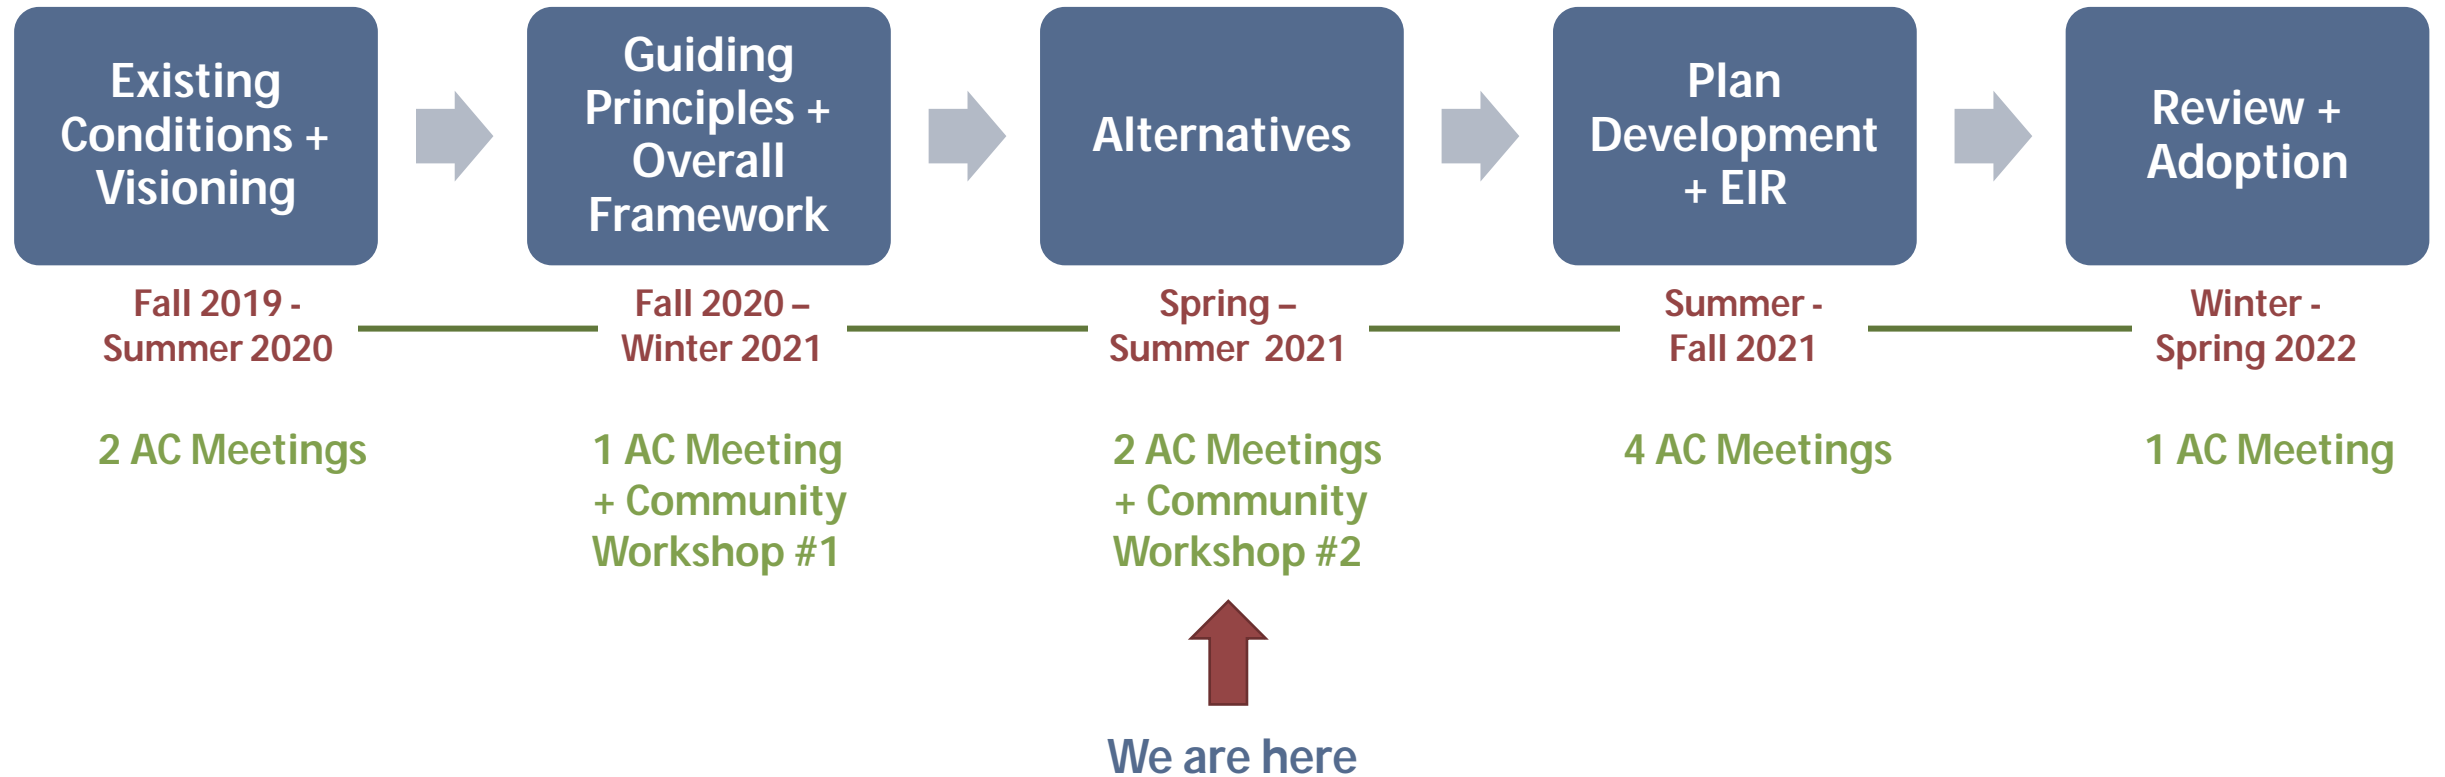 Existing
Conditions +
Visioning
Guiding
Principles +
Overall
Framework
Alternatives
Plan
Development
+ EIR
Review +
Adoption
Fall 2019 -
Summer 2020
Fall 2020 –
Winter 2021
Spring –
Summer 2021
Summer -
Fall 2021
Winter -
Spring 2022
2 AC Meetings
1 AC Meeting
+ Community
Workshop #1
2 AC Meetings
+ Community
Workshop #2
4 AC Meetings
1 AC Meeting
We are here